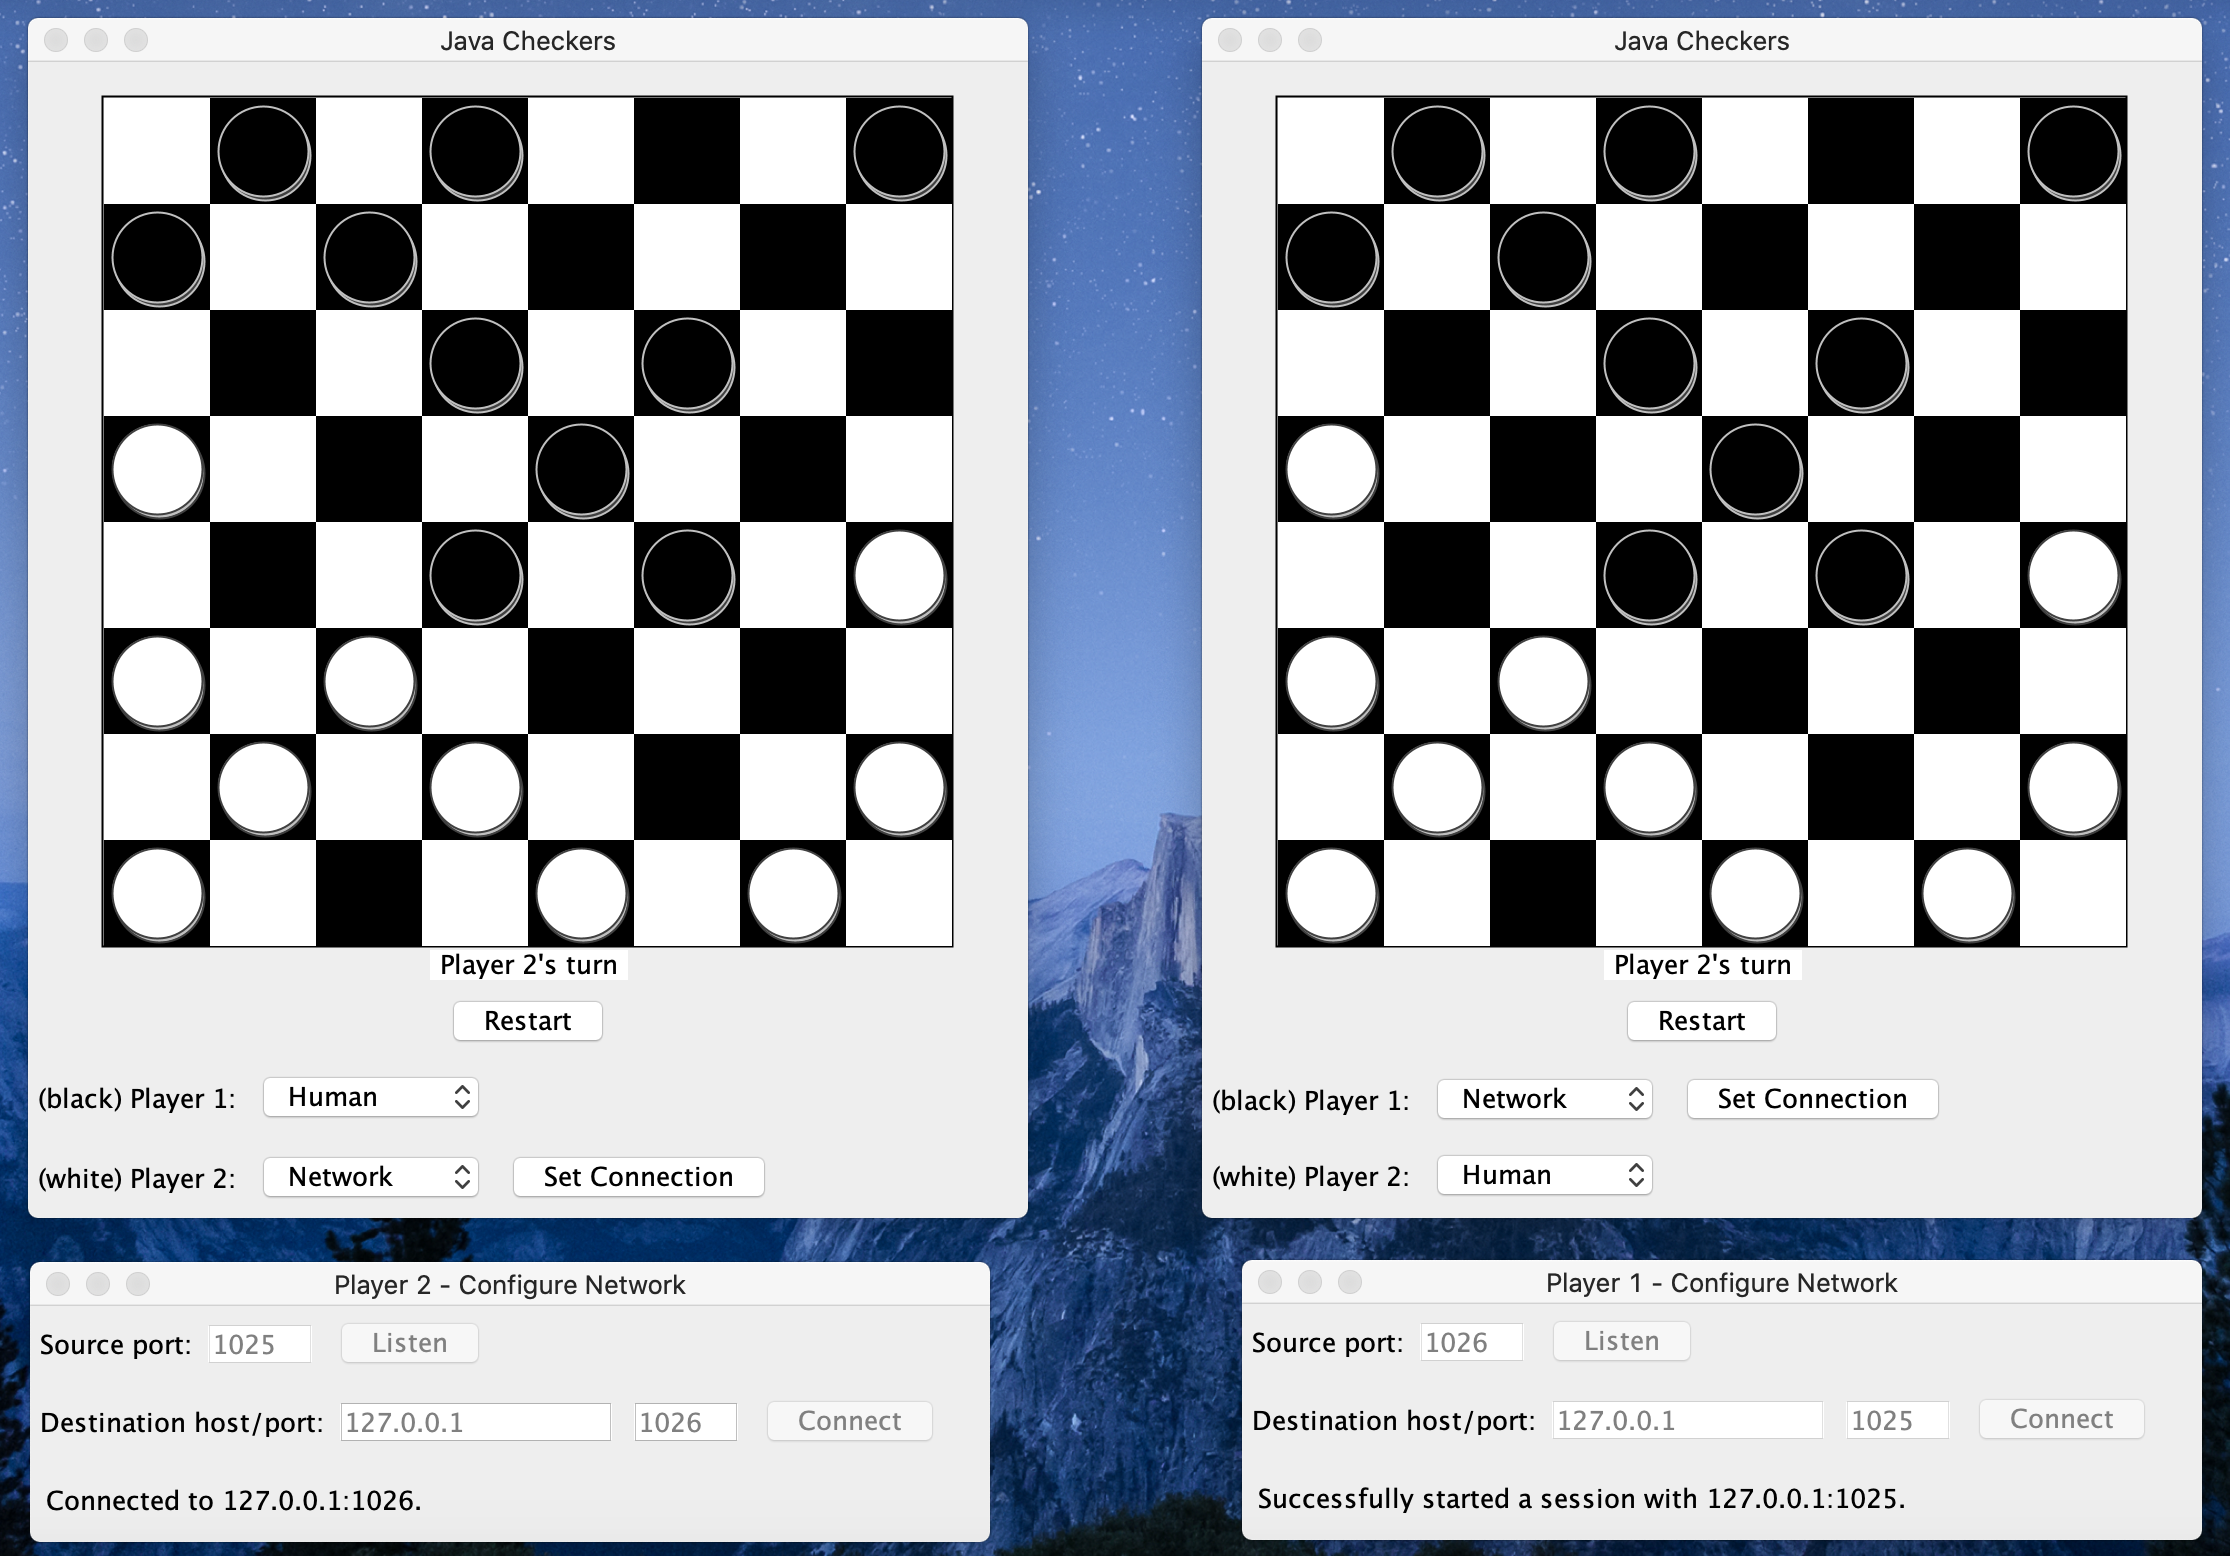 Java Checkers
Player 2's turn
Restart
(black) Player 1: Human
(white) Player 2: Network Set Connection
Java Checkers
Player 2's turn
Restart
(black) Player 1: Network Set Connection
(white) Player 2: Human
Player 2 - Configure Network
Source port: 1025 Listen
Destination host/port: 127.0.0.1 1026 Connect
Connected to 127.0.0.1:1026.
Player 1 - Configure Network
Source port: 1026 Listen
Destination host/port: 127.0.0.1 1025 Connect
Successfully started a session with 127.0.0.1:1025.